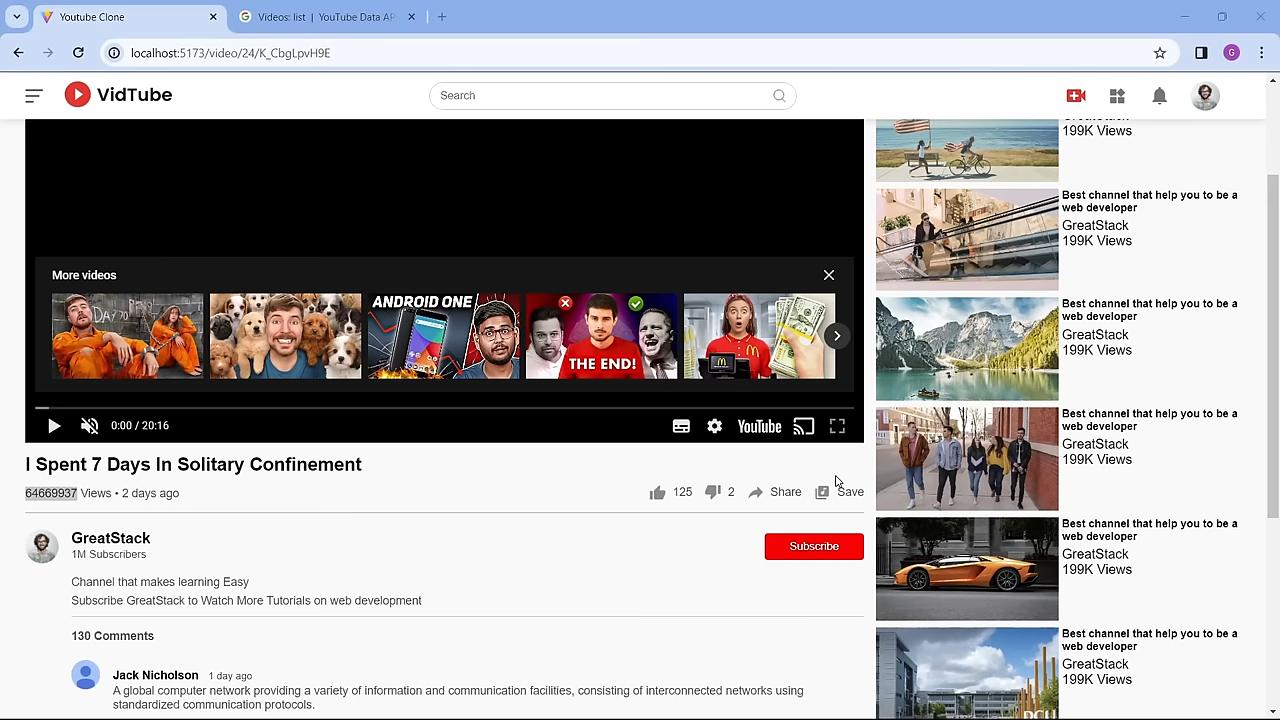 Youtube Clone
Videos: list | YouTube Data AP
localhost:5173/video/24/K_CbgLpvH9E
G
VidTube
Search
199K Views
Best channel that help you to be a
web developer
GreatStack
199K Views
Best channel that help you to be a
web developer
GreatStack
199K Views
Best channel that help you to be a
web developer
GreatStack
199K Views
Best channel that help you to be a
web developer
GreatStack
199K Views
Best channel that help you to be a
web developer
GreatStack
199K Views
More videos
DAY 7
ANDROID ONE
THE END!
0:00 / 20:16
YouTube
I Spent 7 Days In Solitary Confinement
64669937 Views • 2 days ago
125
2
Share
Save
GreatStack
1M Subscribers
Subscribe
Channel that makes learning Easy
Subscribe GreatStack to Watch More Tutorials on web development
130 Comments
Jack Nicholson 1 day ago
A global computer network providing a variety of information and communication facilities, consisting of interconnected networks using
standardized communication